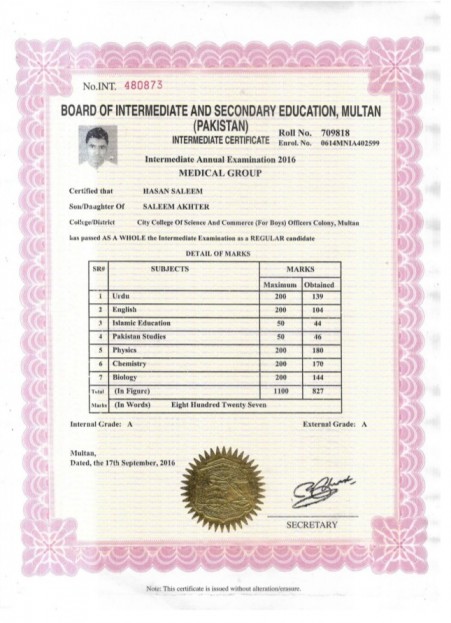 No.INT. 480873
BOARD OF INTERMEDIATE AND SECONDARY EDUCATION, MULTAN
(PAKISTAN)
INTERMEDIATE CERTIFICATE
Roll No. 709818
Enrol. No. 0614MNIA402599
Intermediate Annual Examination 2016
MEDICAL GROUP
Certified that HASAN SALEEM
Son/Daughter Of SALEEM AKHTER
College/District City College Of Science And Commerce (For Boys) Officers Colony, Multan
has passed AS A WHOLE the Intermediate Examination as a REGULAR candidate
DETAIL OF MARKS
SR# SUBJECTS MARKS
Maximum Obtained
1 Urdu 200 139
2 English 200 104
3 Islamic Education 50 44
4 Pakistan Studies 50 46
5 Physics 200 180
6 Chemistry 200 170
7 Biology 200 144
Total (In Figure) 1100 827
Marks (In Words) Eight Hundred Twenty Seven
Internal Grade: A External Grade: A
Multan,
Dated, the 17th September, 2016
SECRETARY
Note: This certificate is issued without alteration/erasure.